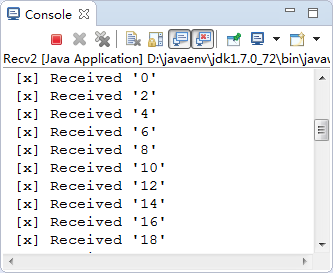 Console
Recv2 [Java Application] D:\javaenv\jdk1.7.0_72\bin\javav
[x] Received '0'
[x] Received '2'
[x] Received '4'
[x] Received '6'
[x] Received '8'
[x] Received '10'
[x] Received '12'
[x] Received '14'
[x] Received '16'
[x] Received '18'